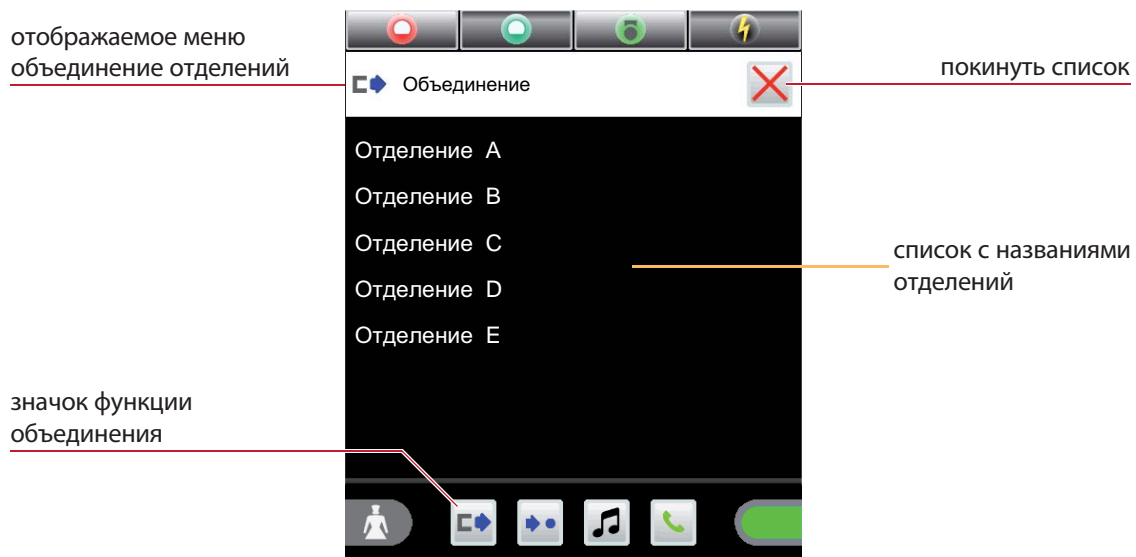 отображаемое меню
объединение отделений
Объединение
покинуть список
Отделение A
Отделение B
Отделение C
Отделение D
Отделение E
список с названиями
отделений
значок функции
объединения